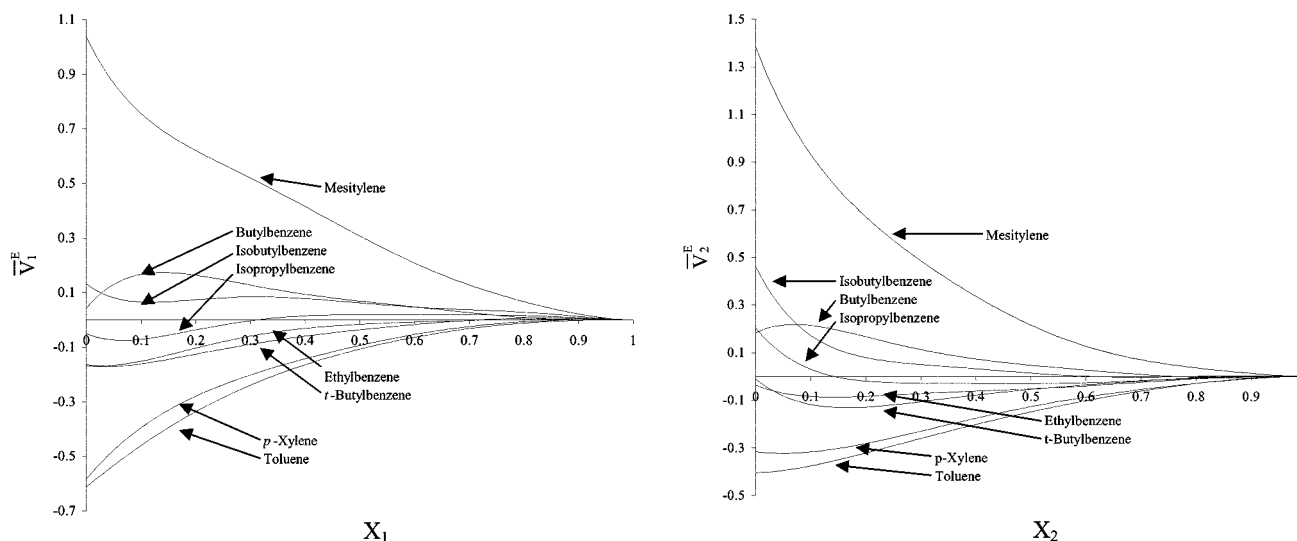 1.1
0.9
0.7
0.5
0.3
0.1
-0.1
-0.3
-0.5
-0.7
V̅₁ᴱ
Mesitylene
Butylbenzene
Isobutylbenzene
Isopropylbenzene
0 0.1 0.2 0.3 0.4 0.5 0.6 0.7 0.8 0.9 1
Ethylbenzene
t-Butylbenzene
p-Xylene
Toluene
X₁
1.5
1.3
1.1
0.9
0.7
0.5
0.3
0.1
-0.1
-0.3
-0.5
V̅₂ᴱ
Mesitylene
Isobutylbenzene
Butylbenzene
Isopropylbenzene
0 0.1 0.2 0.3 0.4 0.5 0.6 0.7 0.8 0.9
Ethylbenzene
t-Butylbenzene
p-Xylene
Toluene
X₂